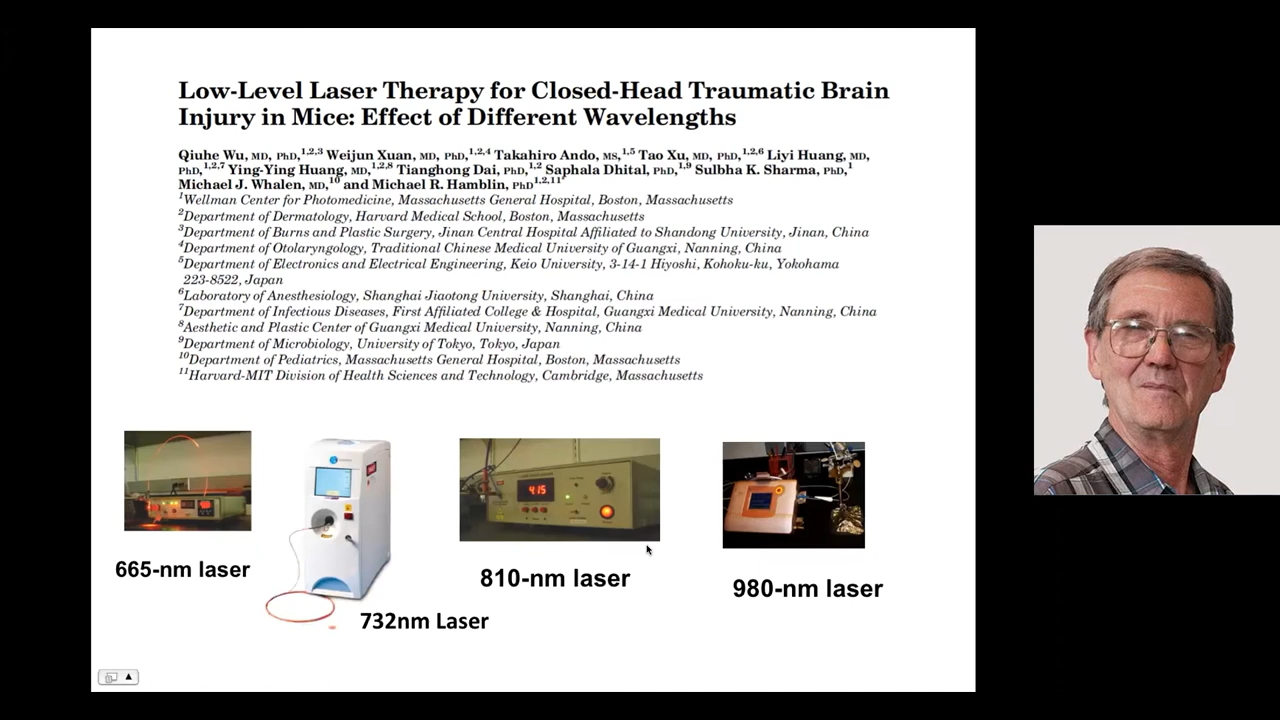 Low-Level Laser Therapy for Closed-Head Traumatic Brain
Injury in Mice: Effect of Different Wavelengths
Qiuhe Wu, MD, PhD,1,2,3 Weijun Xuan, MD, PhD,1,2,4 Takahiro Ando, MS,1,5 Tao Xu, MD, PhD,1,2,6 Liyi Huang, MD,
PhD,1,2,7 Ying-Ying Huang, MD,1,2,8 Tianghong Dai, PhD,1,2 Saphala Dhital, PhD,1,9 Sulbha K. Sharma, PhD,1
Michael J. Whalen, MD,10 and Michael R. Hamblin, PhD1,2,11
1Wellman Center for Photomedicine, Massachusetts General Hospital, Boston, Massachusetts
2Department of Dermatology, Harvard Medical School, Boston, Massachusetts
3Department of Burns and Plastic Surgery, Jinan Central Hospital Affiliated to Shandong University, Jinan, China
4Department of Otolaryngology, Traditional Chinese Medical University of Guangxi, Nanning, China
5Department of Electronics and Electrical Engineering, Keio University, 3-14-1 Hiyoshi, Kohoku-ku, Yokohama
223-8522, Japan
6Laboratory of Anesthesiology, Shanghai Jiaotong University, Shanghai, China
7Department of Infectious Diseases, First Affiliated College & Hospital, Guangxi Medical University, Nanning, China
8Aesthetic and Plastic Center of Guangxi Medical University, Nanning, China
9Department of Microbiology, University of Tokyo, Tokyo, Japan
10Department of Pediatrics, Massachusetts General Hospital, Boston, Massachusetts
11Harvard-MIT Division of Health Sciences and Technology, Cambridge, Massachusetts
4.15
665-nm laser
810-nm laser
980-nm laser
732nm Laser